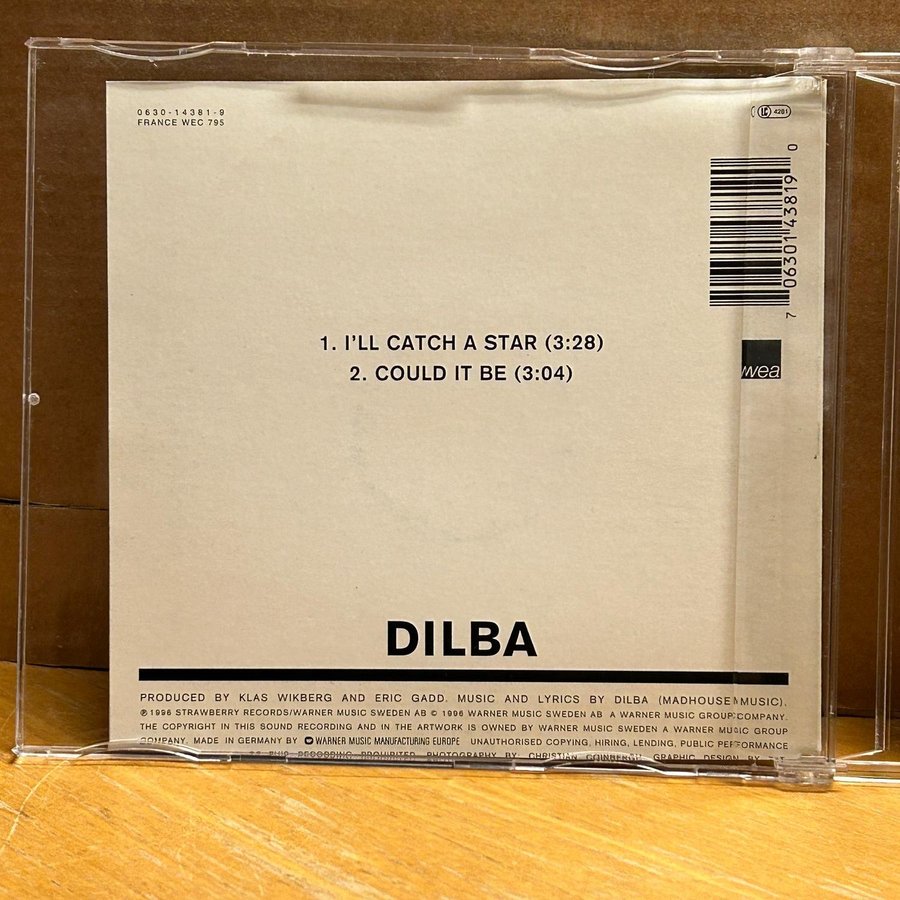 0630-14381-9
FRANCE WEC 795
LC 4281
7 06301 43819 0
wea
1. I'LL CATCH A STAR (3:28)
2. COULD IT BE (3:04)
DILBA
PRODUCED BY KLAS WIKBERG AND ERIC GADD. MUSIC AND LYRICS BY DILBA (MADHOUSE MUSIC).
℗ 1996 STRAWBERRY RECORDS/WARNER MUSIC SWEDEN AB © 1996 WARNER MUSIC SWEDEN AB A WARNER MUSIC GROUP COMPANY.
THE COPYRIGHT IN THIS SOUND RECORDING AND IN THE ARTWORK IS OWNED BY WARNER MUSIC SWEDEN A WARNER MUSIC GROUP
COMPANY. MADE IN GERMANY BY WARNER MUSIC MANUFACTURING EUROPE UNAUTHORISED COPYING, HIRING, LENDING, PUBLIC PERFORMANCE
RECORDING PROHIBITED. PHOTOGRAPHY BY CHRISTIAN GRAPHIC DESIGN BY